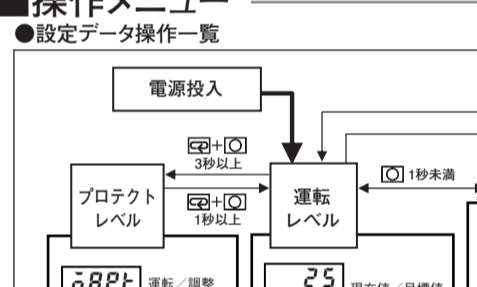 操作メニュー
●設定データ操作一覧
電源投入
+
3秒以上
プロテクト
レベル
+
1秒以上
運転
レベル
1秒未満
25
運転／調整
現在値／目標値